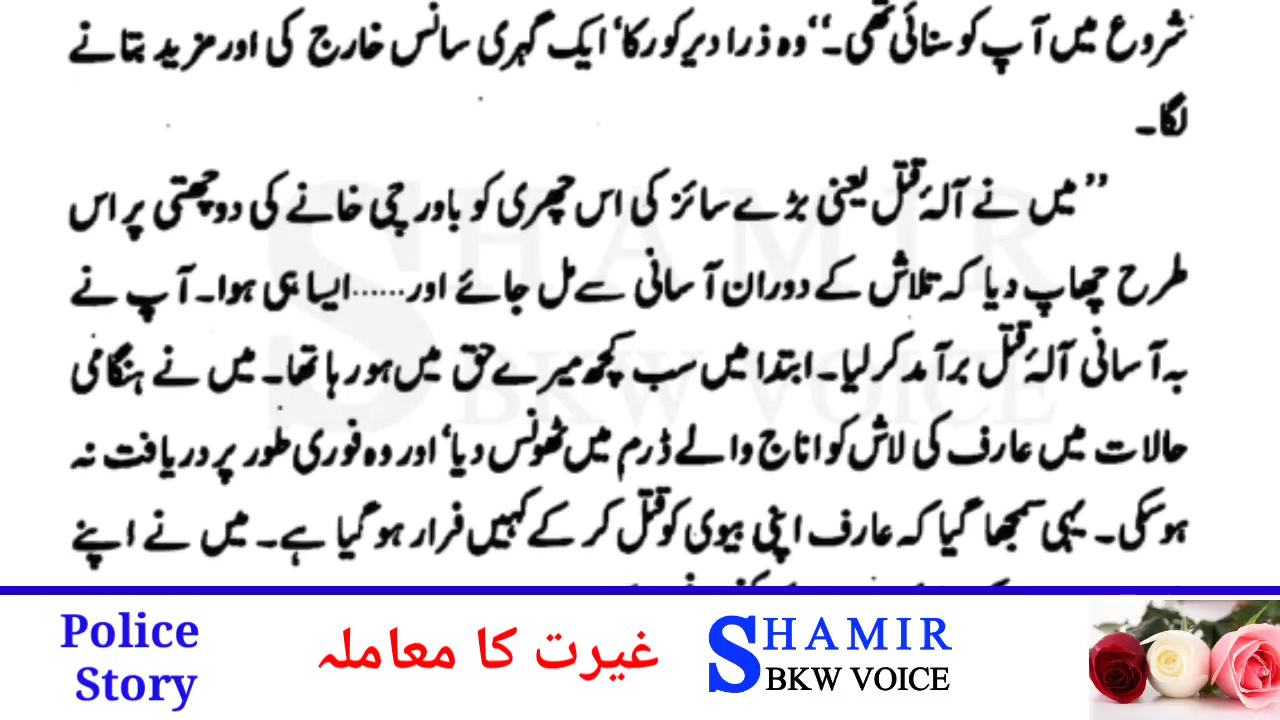 شروع میں آپ کو سنائی تھی۔‘‘ وہ ذرا دیر کو رکا‘ ایک گہری سانس خارج کی اور مزید بتانے
لگا۔
’’میں نے آلۂ قتل یعنی بڑے سائز کی اس چھری کو باورچی خانے کی دوچھتی پر اس
طرح چھاپ دیا کہ تلاش کے دوران آسانی سے مل جائے اور......ایسا ہی ہوا۔ آپ نے
بہ آسانی آلۂ قتل برآمد کر لیا۔ ابتدا میں سب کچھ میرے حق میں ہو رہا تھا۔ میں نے ہنگامی
حالات میں عارف کی لاش کو اناج والے ڈرم میں ٹھونس دیا‘ اور وہ فوری طور پر دریافت نہ
ہو سکی۔ یہی سمجھا گیا کہ عارف اپنی بیوی کو قتل کر کے کہیں فرار ہو گیا ہے۔ میں نے اپنے
Police Story
غیرت کا معاملہ
SHAMIR
BKW VOICE
SHAMIR
BKW VOICE